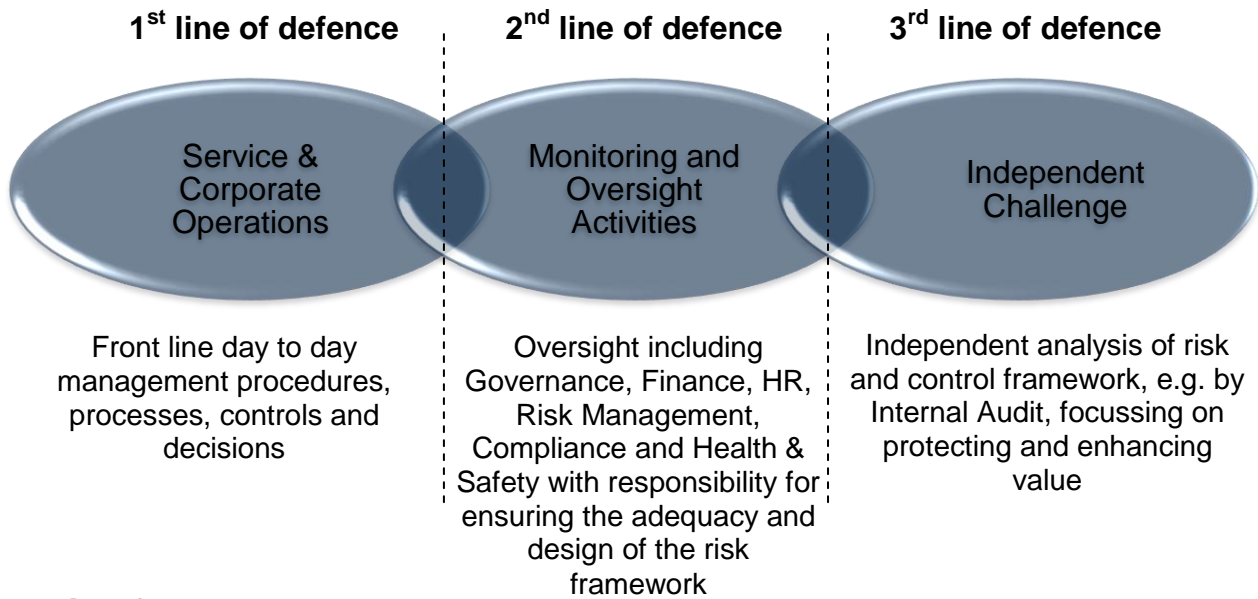 1st line of defence
2nd line of defence
3rd line of defence
Service &
Corporate
Operations
Monitoring and
Oversight
Activities
Independent
Challenge
Front line day to day
management procedures,
processes, controls and
decisions
Oversight including
Governance, Finance, HR,
Risk Management,
Compliance and Health &
Safety with responsibility for
ensuring the adequacy and
design of the risk
framework
Independent analysis of risk
and control framework, e.g. by
Internal Audit, focussing on
protecting and enhancing
value